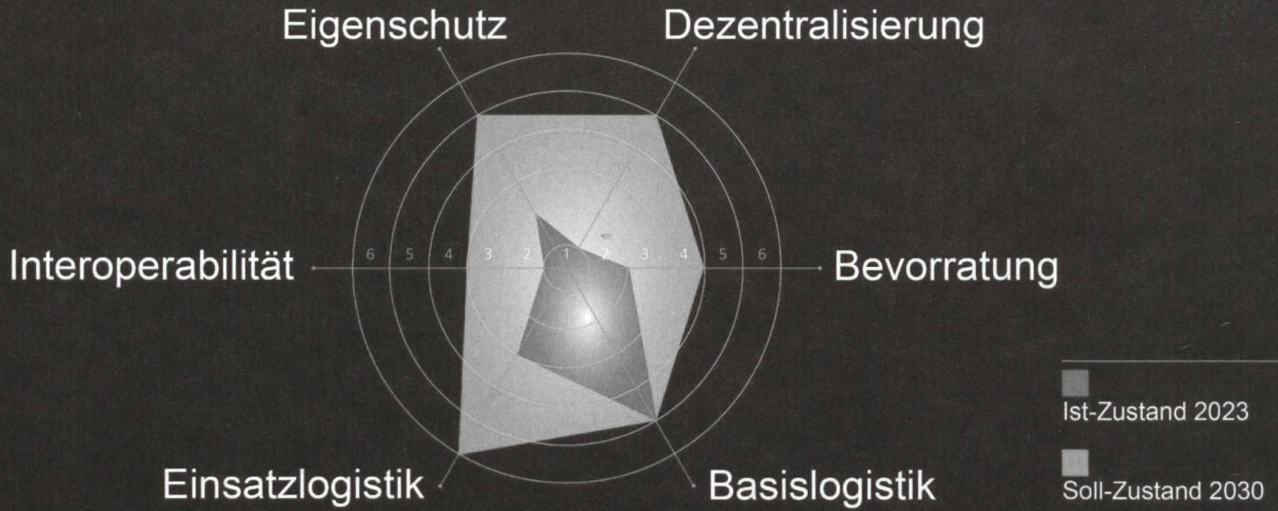 Eigenschutz
Dezentralisierung
6 5 4 3 2 1 2 3 4 5 6
Interoperabilität
Bevorratung
Ist-Zustand 2023
Einsatzlogistik
Basislogistik
Soll-Zustand 2030